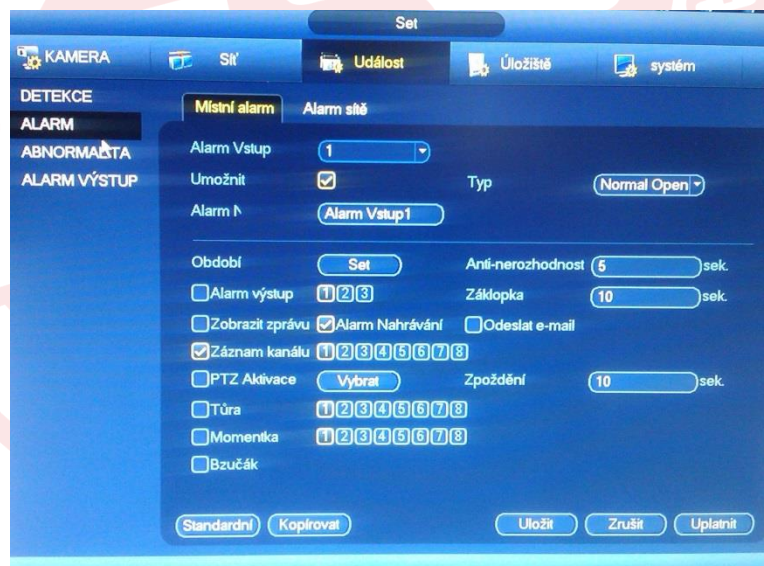 Set
KAMERA Síť Událost Úložiště systém
DETEKCE
ALARM
ABNORMALITA
ALARM VÝSTUP
Místní alarm Alarm sítě
Alarm Vstup 1
Umožnit Typ Normal Open
Alarm N Alarm Vstup1
Období Set Anti-nerozhodnost 5 sek.
Alarm výstup 1 2 3 Záklopka 10 sek.
Zobrazit zprávu Alarm Nahrávání Odeslat e-mail
Záznam kanálu 1 2 3 4 5 6 7 8
PTZ Aktivace Vybrat Zpoždění 10 sek.
Tůra 1 2 3 4 5 6 7 8
Momentka 1 2 3 4 5 6 7 8
Bzučák
Standardní Kopírovat Uložit Zrušit Uplatnit